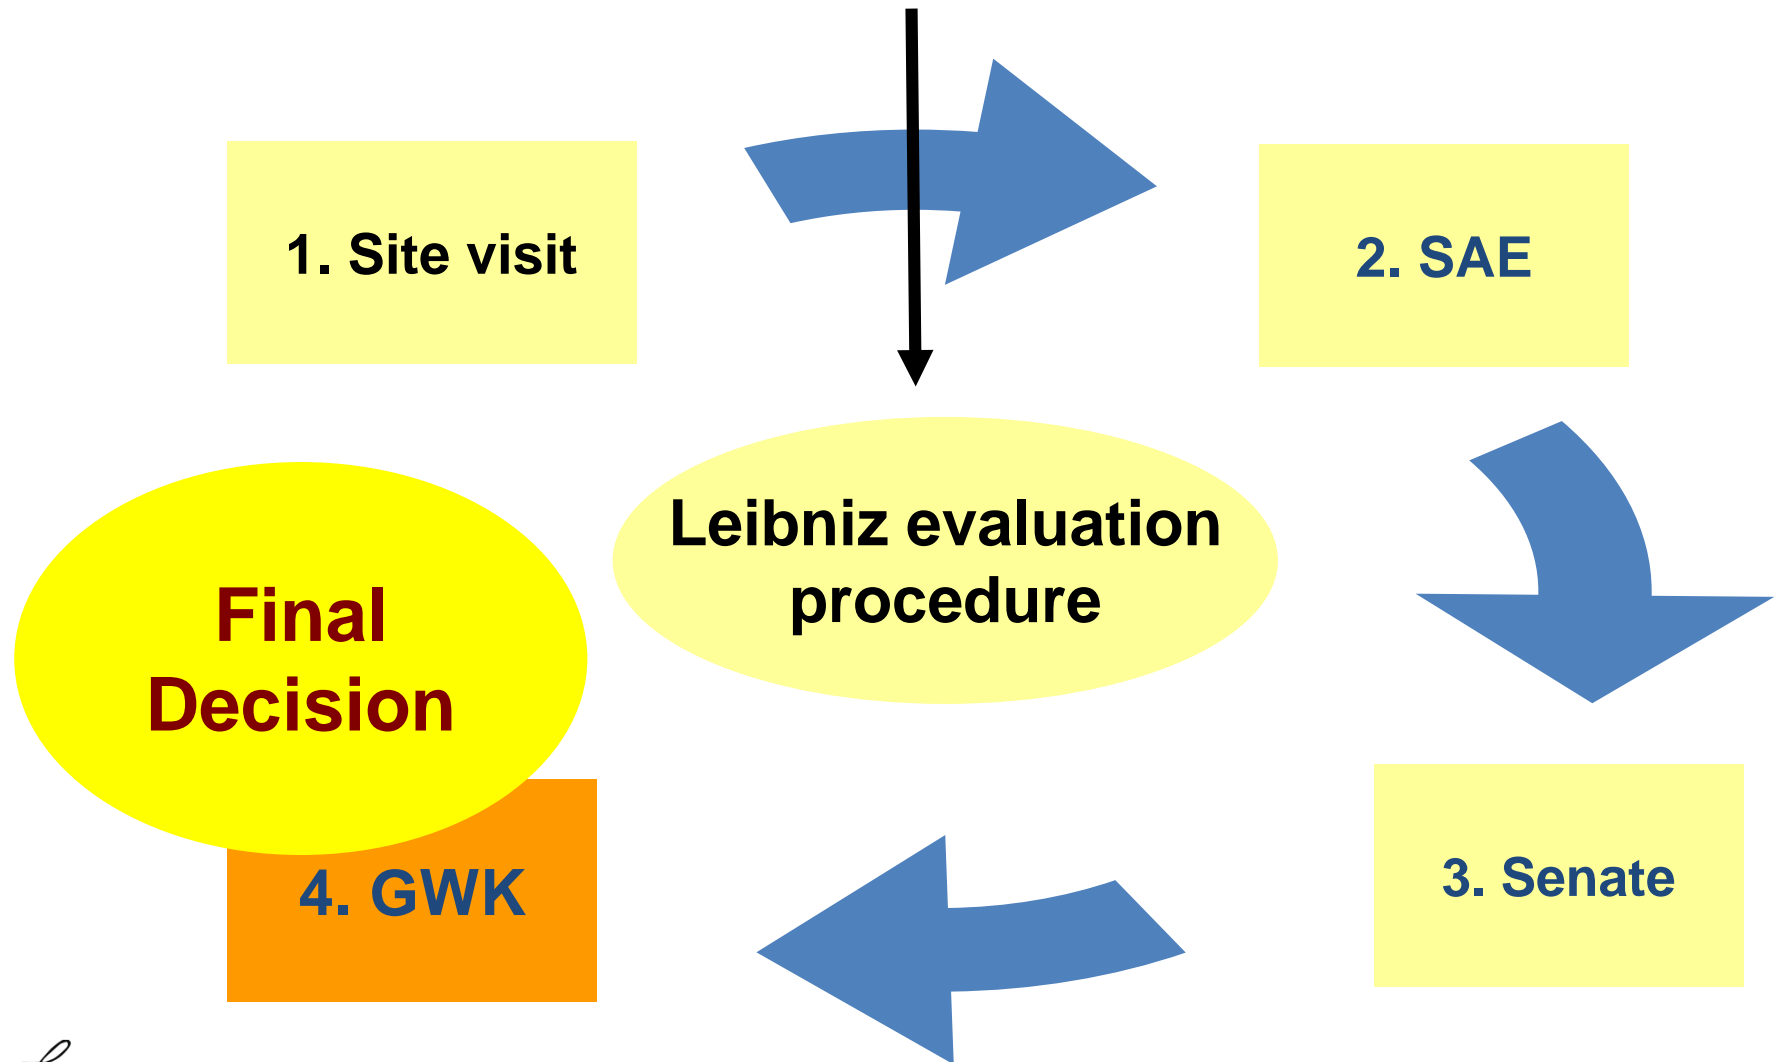 1. Site visit
2. SAE
Leibniz evaluation
procedure
Final
Decision
3. Senate
4. GWK